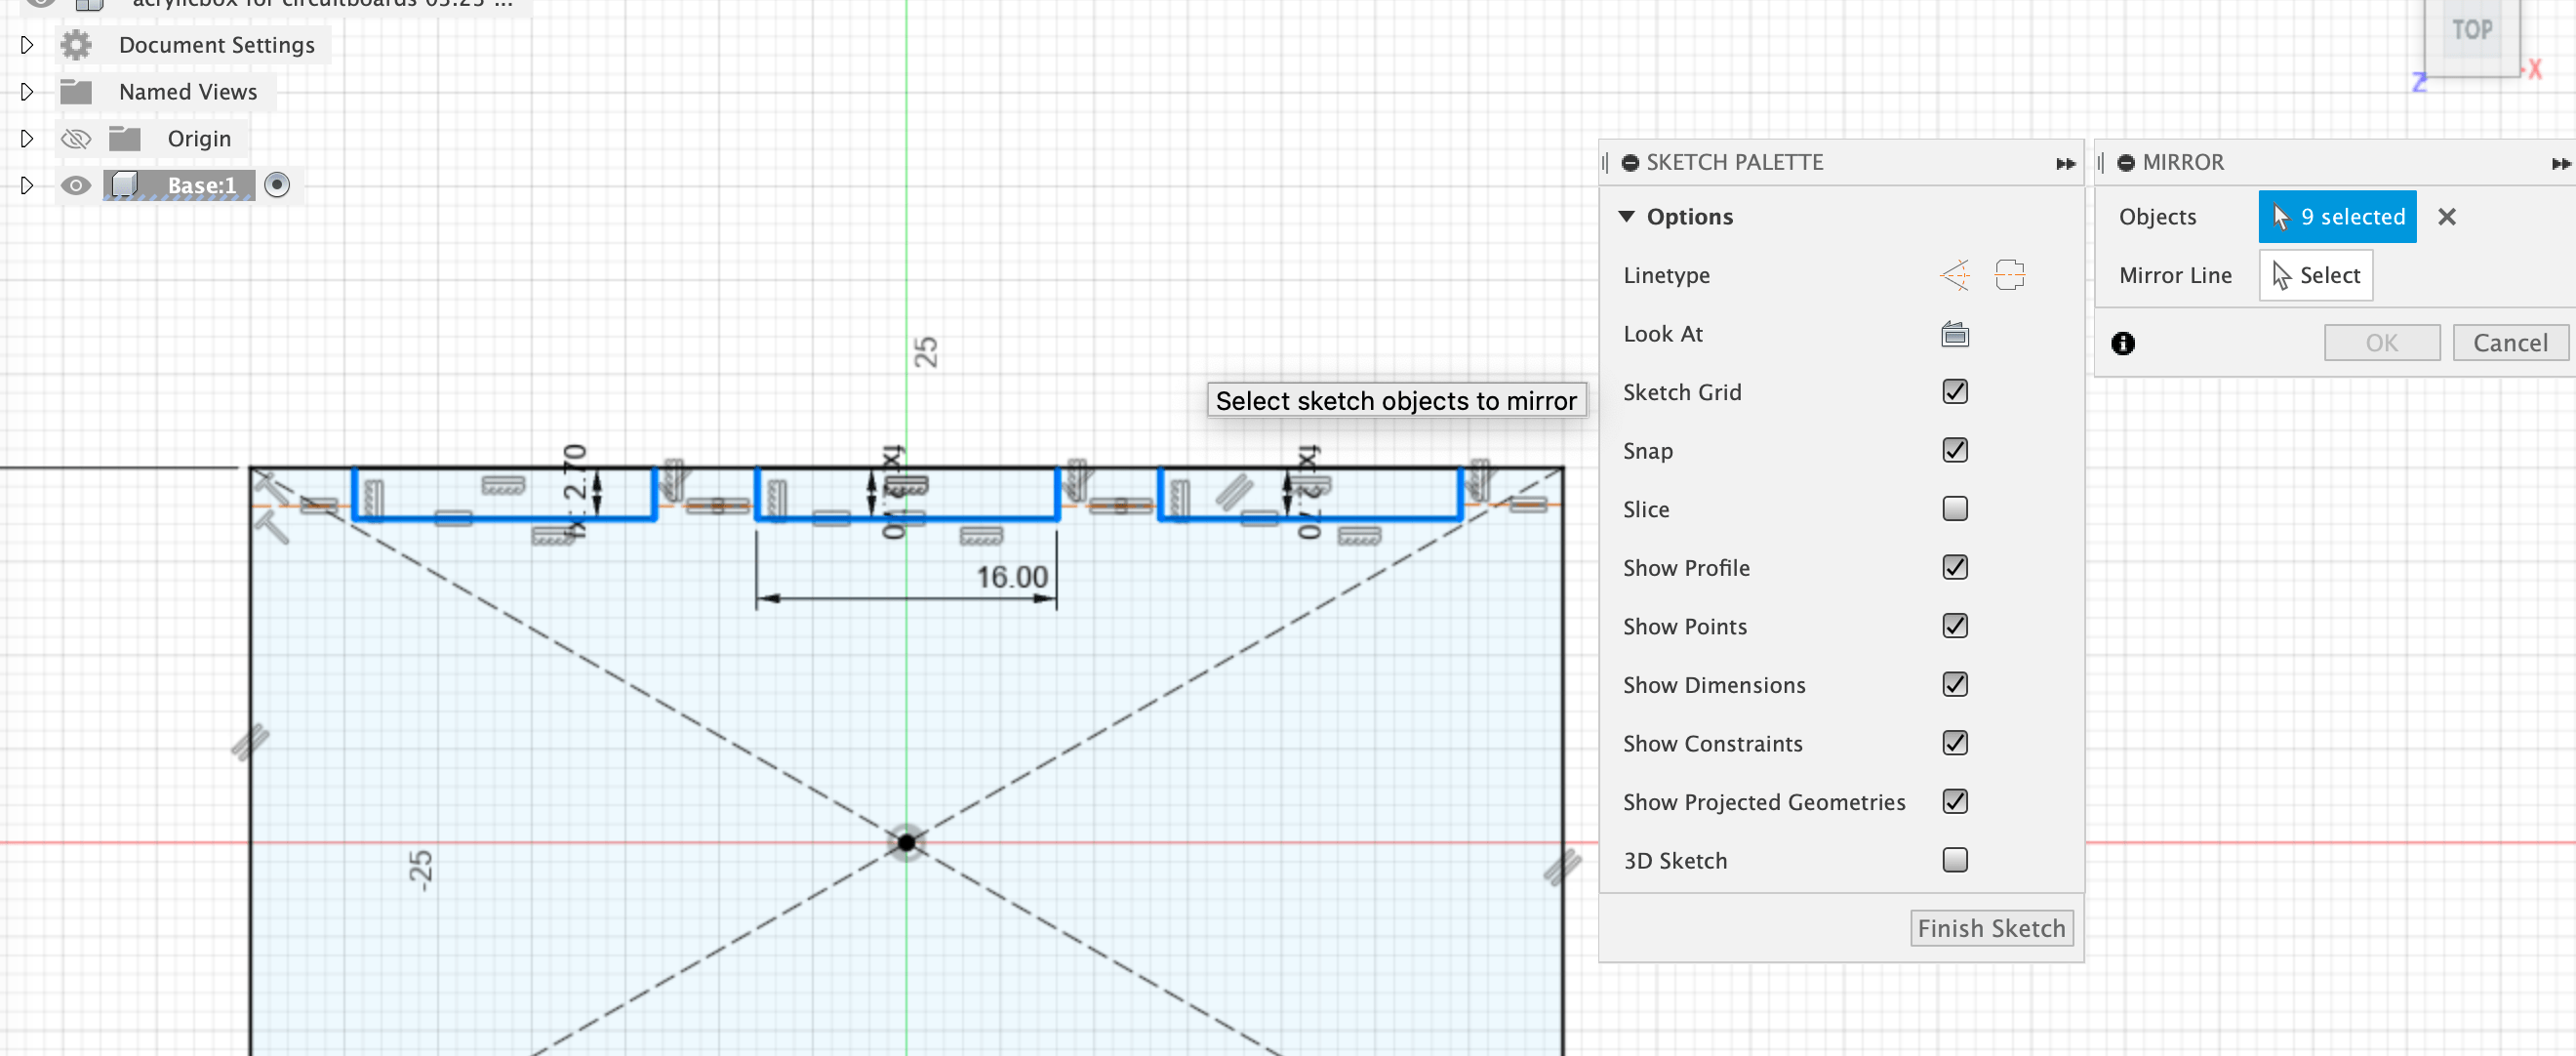 acrylicbox for circuitboards 03:25 ...
Document Settings
Named Views
Origin
Base:1
TOP
Z
X
SKETCH PALETTE
Options
Linetype
Look At
Sketch Grid
Snap
Slice
Show Profile
Show Points
Show Dimensions
Show Constraints
Show Projected Geometries
3D Sketch
Finish Sketch
MIRROR
Objects
9 selected
Mirror Line
Select
OK
Cancel
25
Select sketch objects to mirror
fx: 2.70
16.00
-25